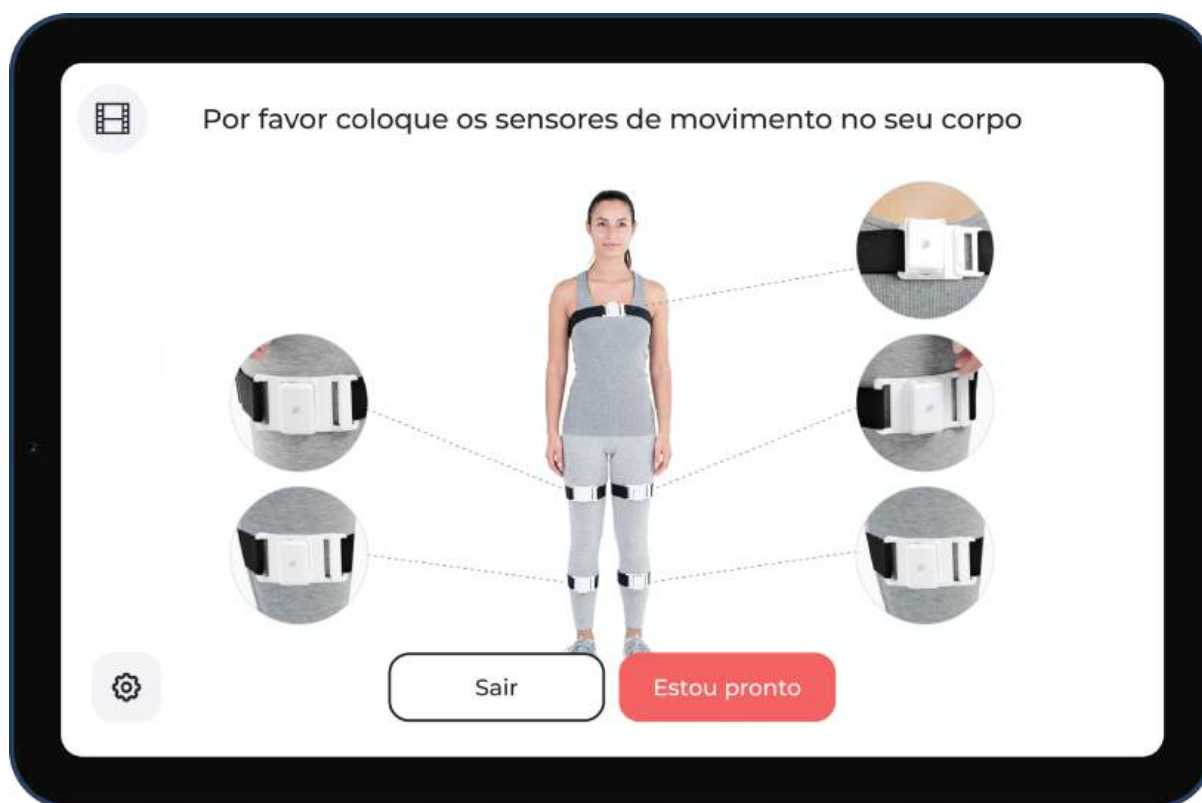 Por favor coloque os sensores de movimento no seu corpo
Sair
Estou pronto